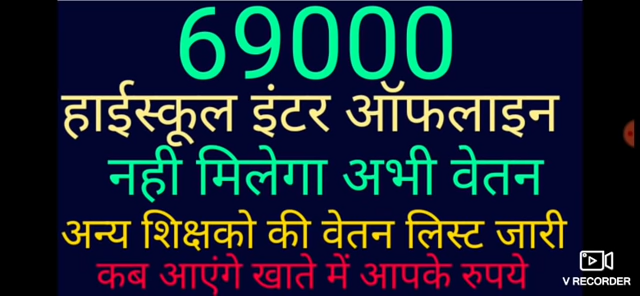 69000
हाईस्कूल इंटर ऑफलाइन
नही मिलेगा अभी वेतन
अन्य शिक्षको की वेतन लिस्ट जारी
कब आएंगे खाते में आपके रुपये
V RECORDER